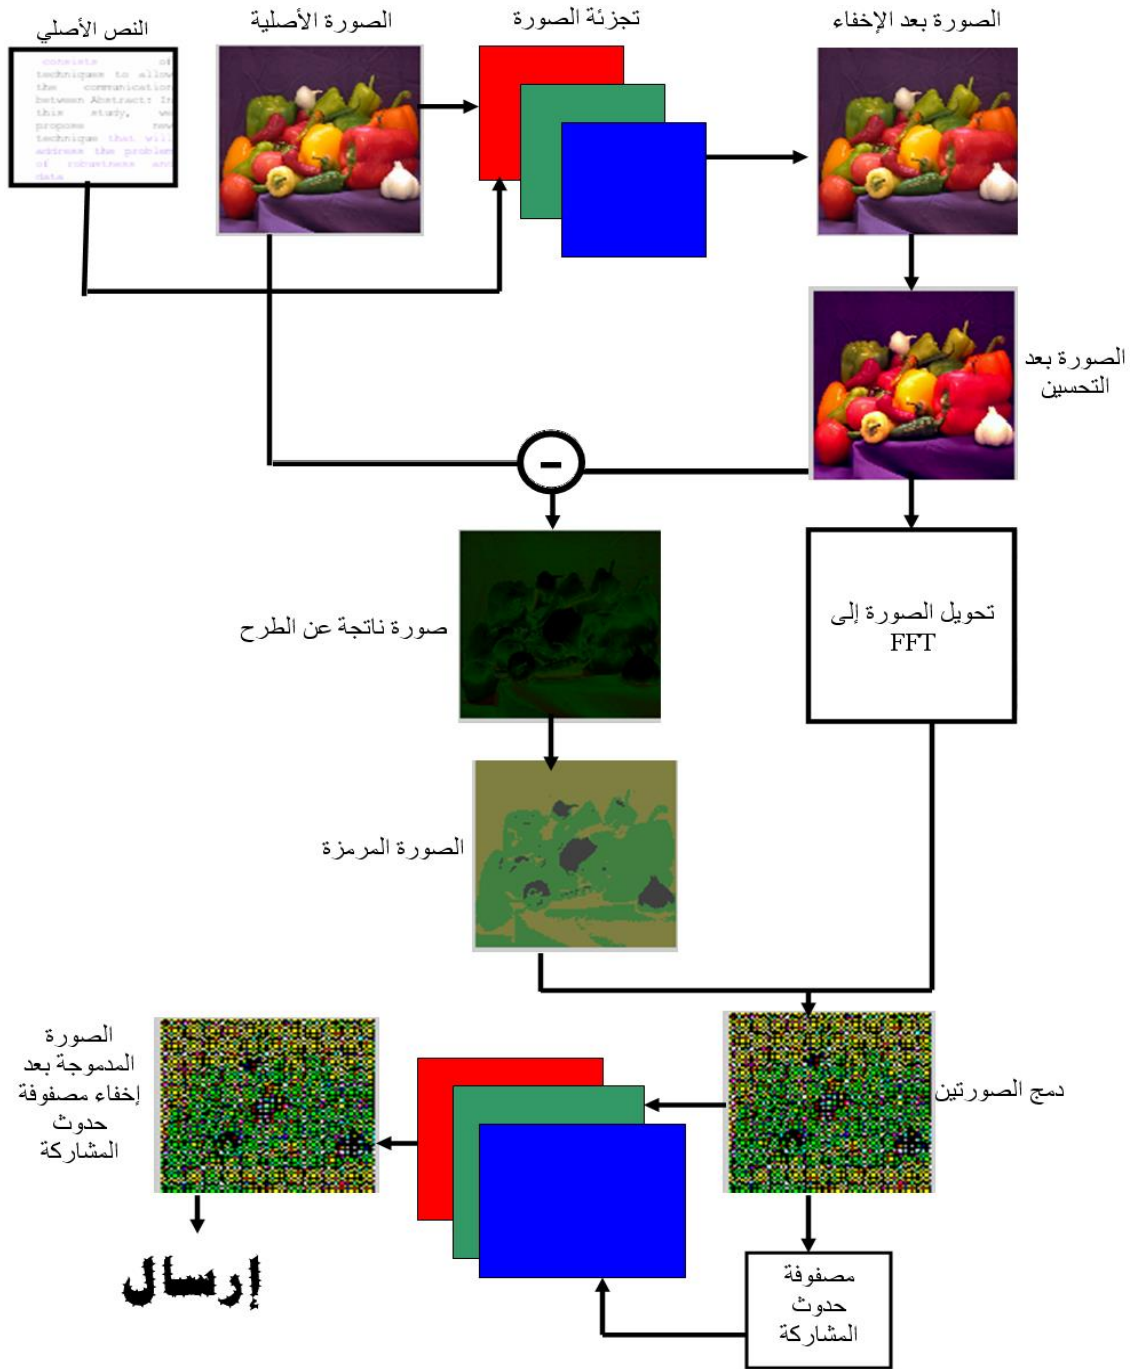 النص الأصلي
الصورة الأصلية
تجزئة الصورة
الصورة بعد الإخفاء
consists of
techniques to allow
the communication
between Abstract: In
this study, we
propose new
technique that will
address the problem
of robustness and
data
الصورة بعد
التحسين
-
تحويل الصورة إلى
FFT
صورة ناتجة عن الطرح
الصورة المرمزة
دمج الصورتين
الصورة
المدموجة بعد
إخفاء مصفوفة
حدوث
المشاركة
مصفوفة
حدوث
المشاركة
إرسال